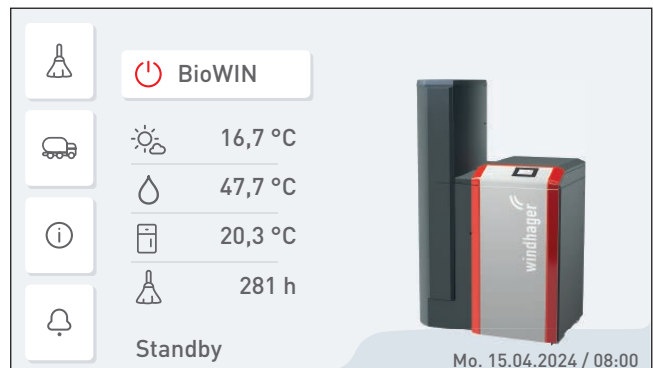 BioWIN
16,7 °C
47,7 °C
20,3 °C
281 h
Standby
windhager
Mo. 15.04.2024 / 08:00